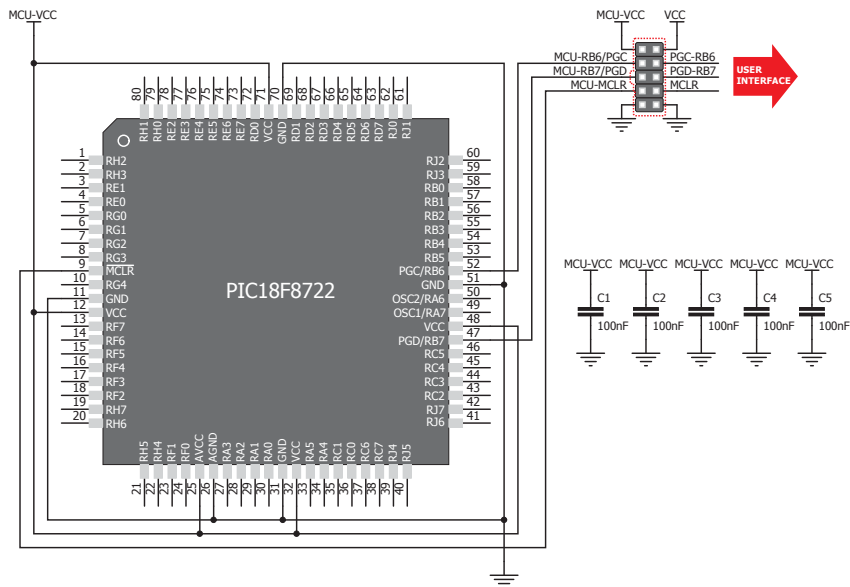 MCU-VCC
MCU-VCC VCC
MCU-RB6/PGC PGC-RB6
MCU-RB7/PGD PGD-RB7
MCU-MCLR MCLR
USER
INTERFACE
80 79 78 77 76 75 74 73 72 71 70 69 68 67 66 65 64 63 62 61
RH1 RH0 RE2 RE3 RE4 RE5 RE6 RE7 RD0 VCC GND RD1 RD2 RD3 RD4 RD5 RD6 RD7 RJ0 RJ1
1 RH2 RJ2 60
2 RH3 RJ3 59
3 RE1 RB0 58
4 RE0 RB1 57
5 RG0 RB2 56
6 RG1 RB3 55
7 RG2 RB4 54
8 RG3 RB5 53
9 MCLR PGC/RB6 52
10 RG4 GND 51
11 GND OSC2/RA6 50
12 VCC OSC1/RA7 49
13 RF7 VCC 48
14 RF6 PGD/RB7 47
15 RF5 RC5 46
16 RF4 RC4 45
17 RF3 RC3 44
18 RF2 RC2 43
19 RH7 RJ7 42
20 RH6 RJ6 41
PIC18F8722
RH5 RH4 RF1 RF0 AVCC AGND RA3 RA2 RA1 RA0 GND VCC RA5 RA4 RC1 RC0 RC6 RC7 RJ4 RJ5
21 22 23 24 25 26 27 28 29 30 31 32 33 34 35 36 37 38 39 40
MCU-VCC MCU-VCC MCU-VCC MCU-VCC MCU-VCC
C1 C2 C3 C4 C5
100nF 100nF 100nF 100nF 100nF